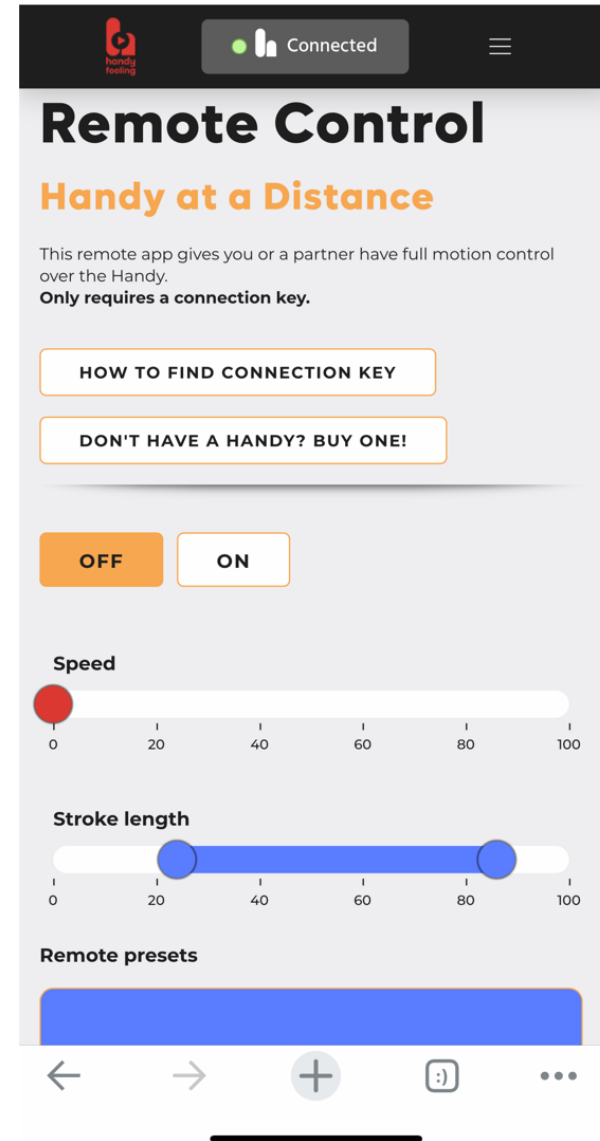 handy
feeling
Connected
Remote Control
Handy at a Distance
This remote app gives you or a partner have full motion control
over the Handy.
Only requires a connection key.
HOW TO FIND CONNECTION KEY
DON'T HAVE A HANDY? BUY ONE!
OFF
ON
Speed
0 20 40 60 80 100
Stroke length
0 20 40 60 80 100
Remote presets
:)